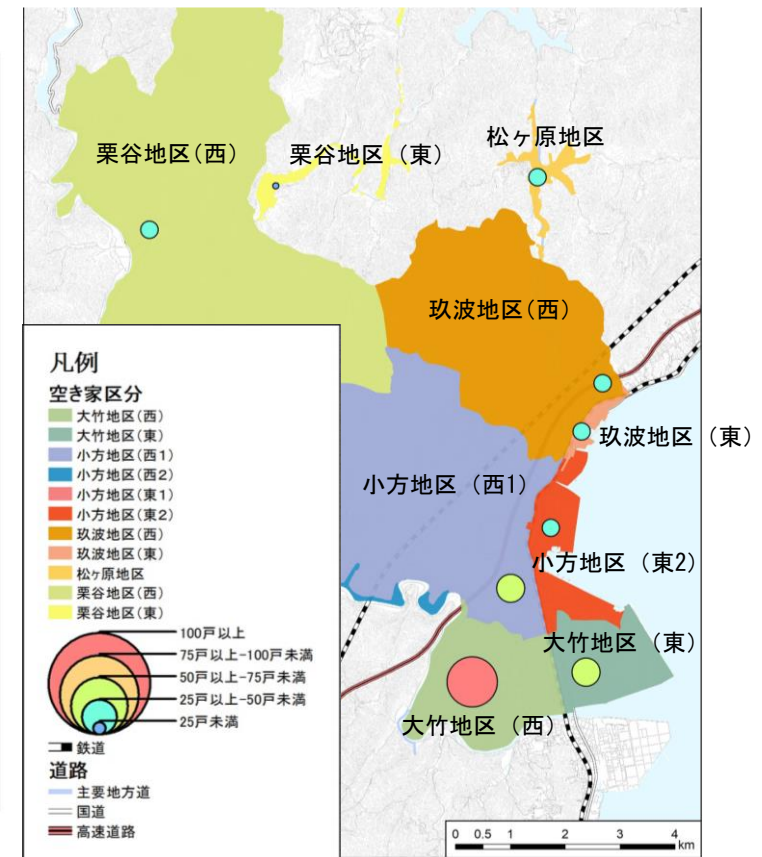 松ヶ原地区
栗谷地区(西)
栗谷地区（東）
玖波地区(西)
玖波地区（東）
小方地区（西1）
小方地区（東2）
大竹地区（東）
大竹地区（西）
凡例
空き家区分
大竹地区(西)
大竹地区(東)
小方地区(西1)
小方地区(西2)
小方地区(東1)
小方地区(東2)
玖波地区(西)
玖波地区(東)
松ヶ原地区
栗谷地区(西)
栗谷地区(東)
100戸以上
75戸以上-100戸未満
50戸以上-75戸未満
25戸以上-50戸未満
25戸未満
鉄道
道路
主要地方道
国道
高速道路
0 0.5 1 2 3 4
km